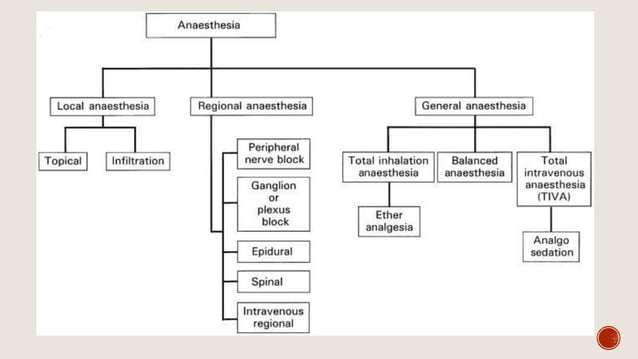 Anaesthesia
Local anaesthesia
Regional anaesthesia
General anaesthesia
Topical
Infiltration
Peripheral
nerve block
Ganglion
or
plexus
block
Epidural
Spinal
Intravenous
regional
Total inhalation
anaesthesia
Balanced
anaesthesia
Total
intravenous
anaesthesia
(TIVA)
Ether
analgesia
Analgo
sedation